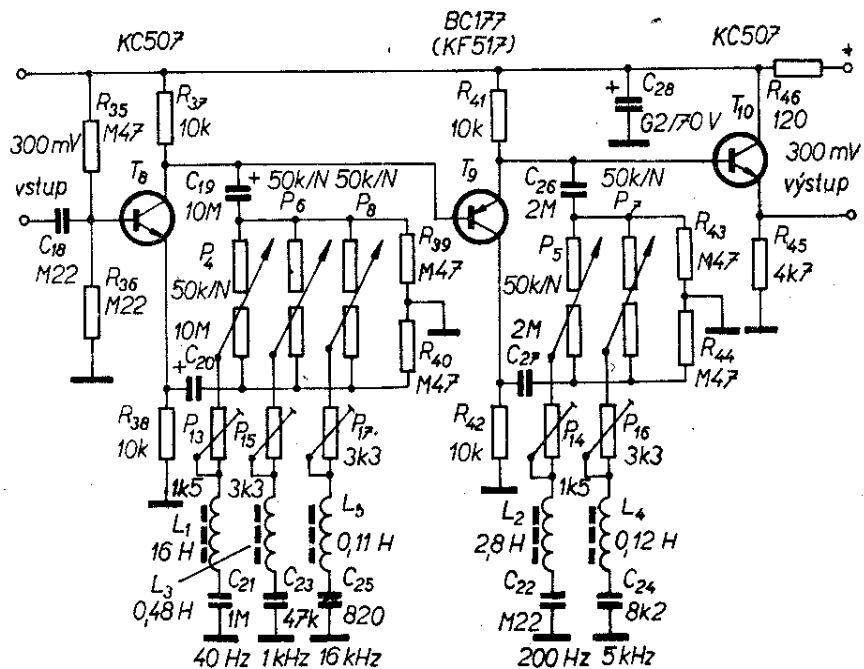 KC507
BC177
(KF517)
KC507
+
R35
M47
R37
10k
R41
10k
+
C28
G2/70 V
R46
120
T10
300 mV
vstup
T8
C19
10M
+
50k/N
50k/N
P6
P8
T9
C26
2M
50k/N
P7
300 mV
výstup
C18
M22
R36
M22
P4
50k/N
R39
M47
P5
50k/N
R43
M47
R45
4k7
10M
+
C20
R40
M47
2M
C27
R44
M47
R38
10k
P13
P15
P17
3k3
R42
10k
P14
P16
3k3
1k5
3k3
1k5
L1
16 H
L5
0,11 H
L2
2,8 H
L4
0,12 H
L3
0,48 H
C21
1M
C23
47k
C25
820
C22
M22
C24
8k2
40 Hz
1 kHz
16 kHz
200 Hz
5 kHz